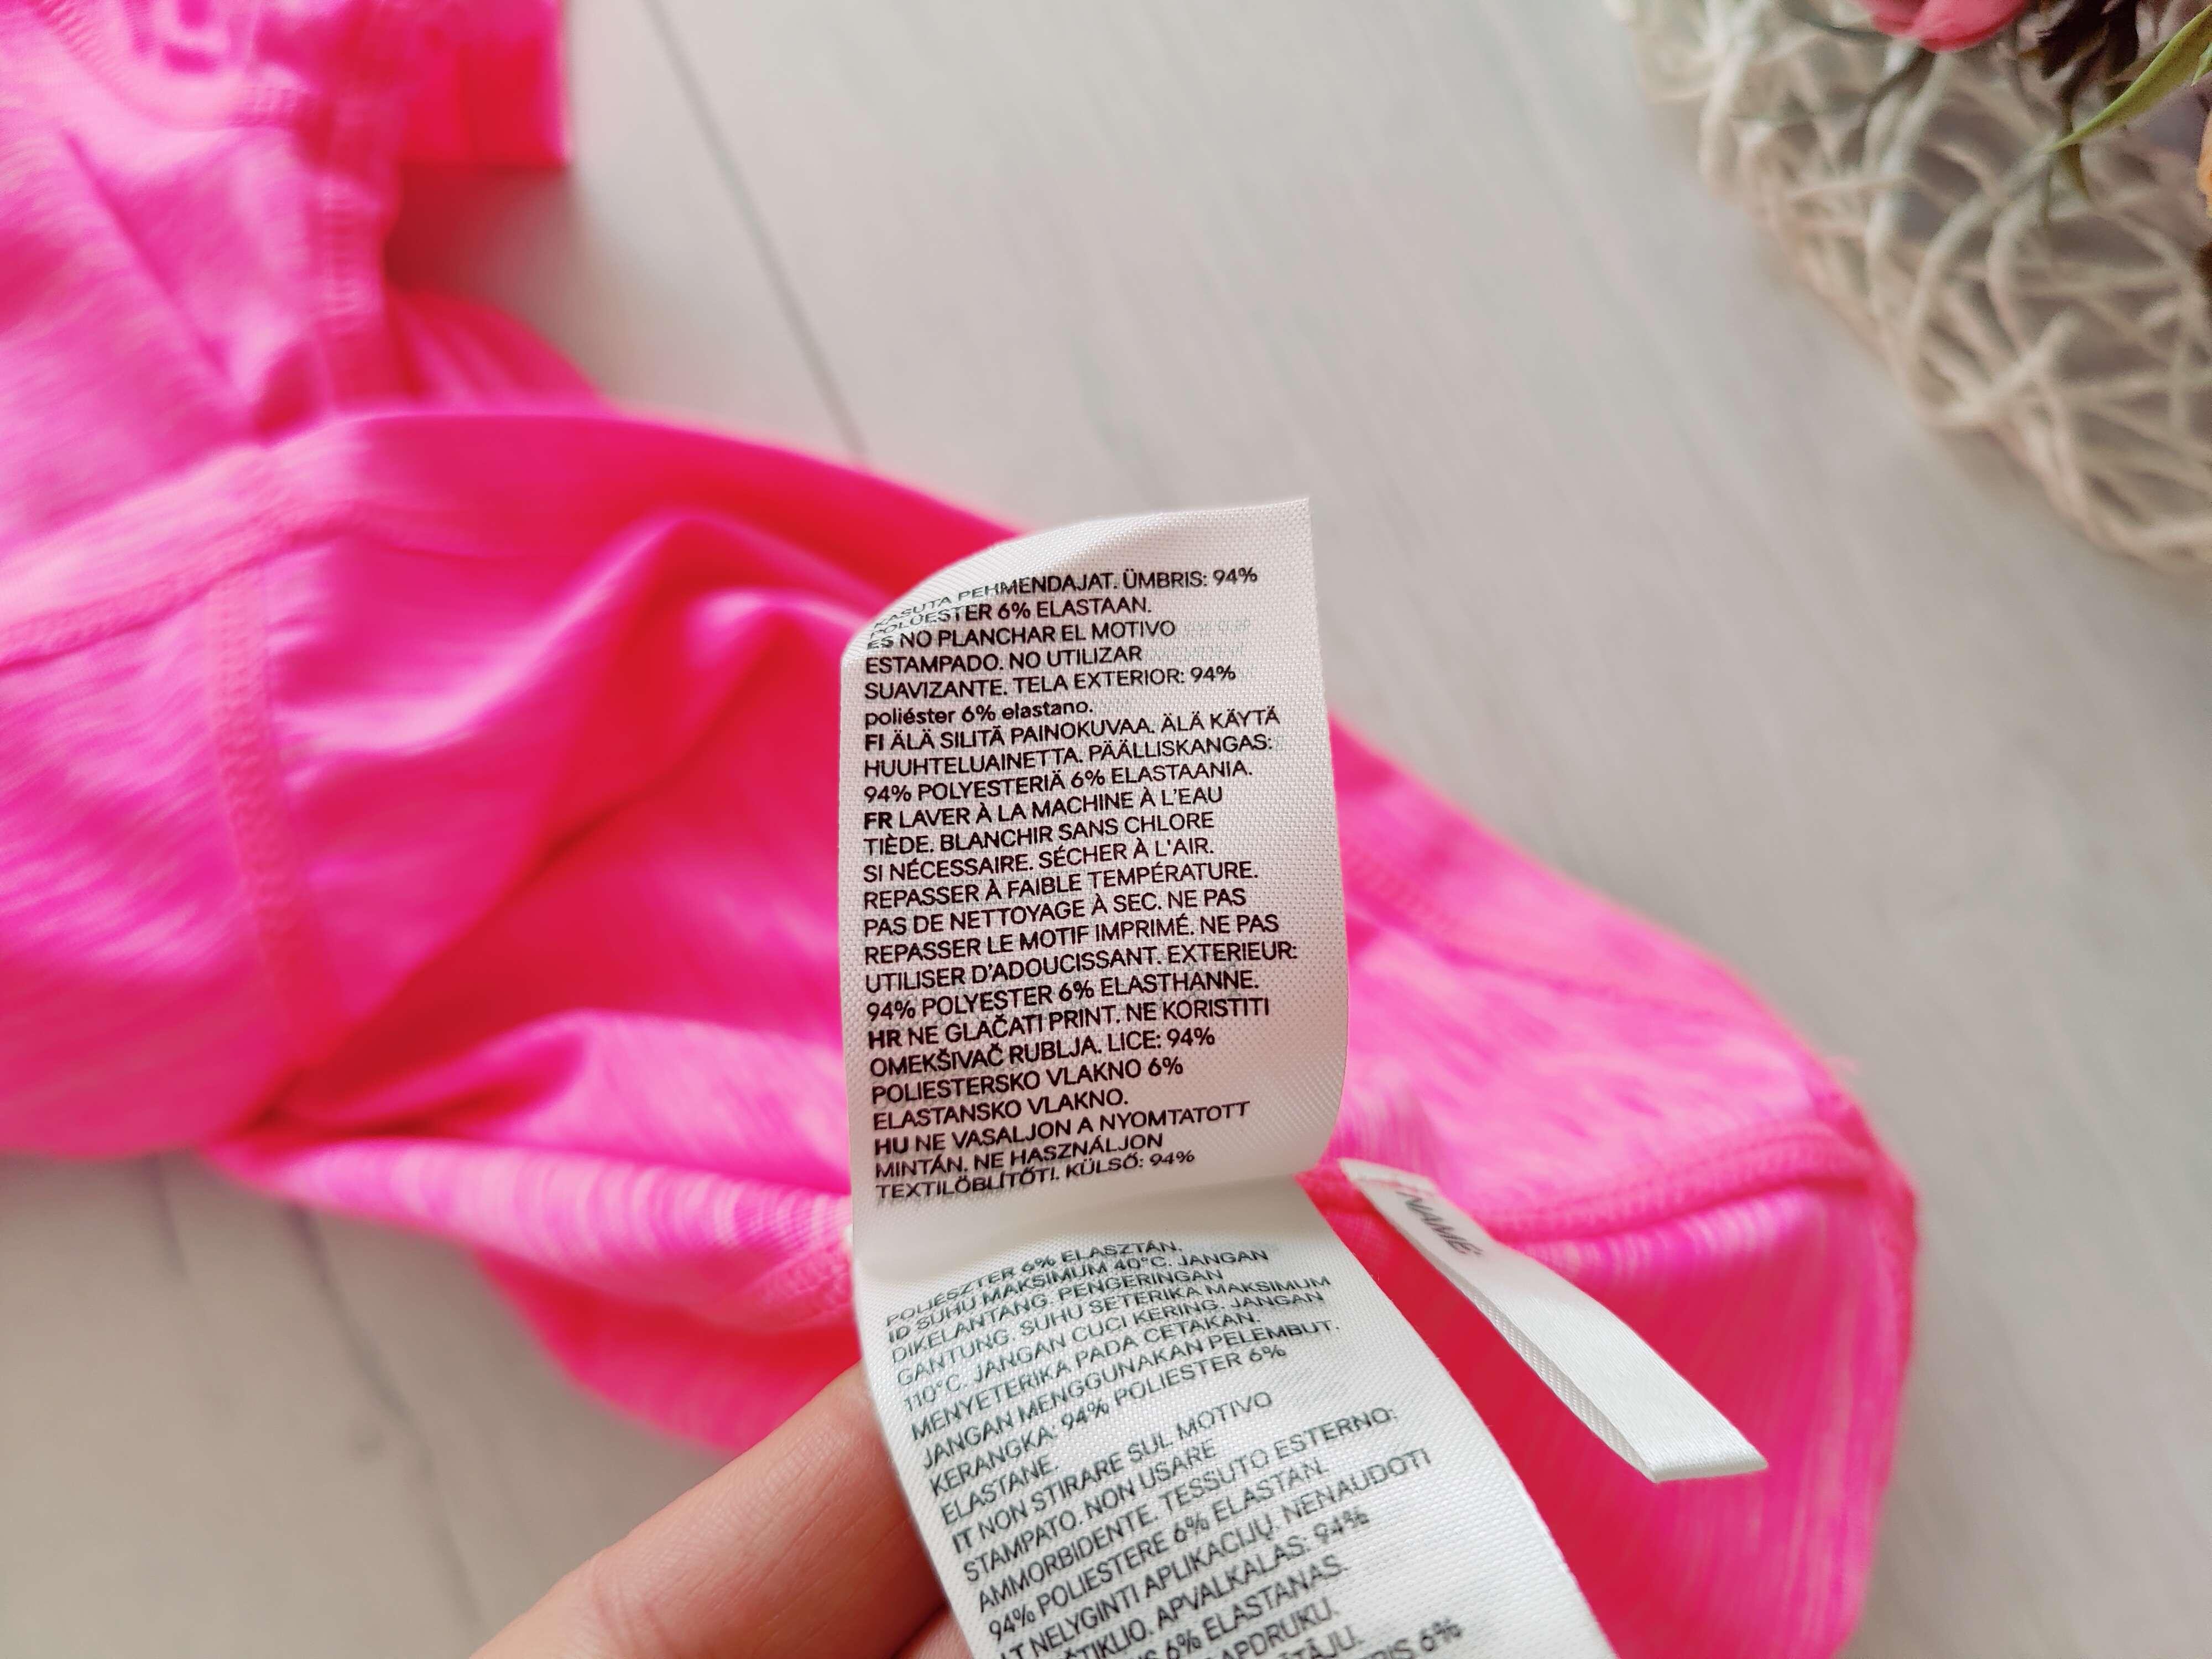 KASUTA PEHMENDAJAT. ÜMBRIS: 94%
POLÜESTER 6% ELASTAAN.
ES NO PLANCHAR EL MOTIVO
ESTAMPADO. NO UTILIZAR
SUAVIZANTE. TELA EXTERIOR: 94%
poliéster 6% elastano.
FI ÄLÄ SILITÄ PAINOKUVAA. ÄLÄ KÄYTÄ
HUUHTELUAINETTA. PÄÄLLISKANGAS:
94% POLYESTERIÄ 6% ELASTAANIA.
FR LAVER À LA MACHINE À L'EAU
TIÈDE. BLANCHIR SANS CHLORE
SI NÉCESSAIRE. SÉCHER À L'AIR.
REPASSER À FAIBLE TEMPÉRATURE.
PAS DE NETTOYAGE À SEC. NE PAS
REPASSER LE MOTIF IMPRIMÉ. NE PAS
UTILISER D'ADOUCISSANT. EXTERIEUR:
94% POLYESTER 6% ELASTHANNE.
HR NE GLAČATI PRINT. NE KORISTITI
OMEKŠIVAČ RUBLJA. LICE: 94%
POLIESTERSKO VLAKNO 6%
ELASTANSKO VLAKNO.
HU NE VASALJON A NYOMTATOTT
MINTÁN. NE HASZNÁLJON
TEXTILÖBLÍTŐT!. KÜLSŐ: 94%
POLIÉSZTER 6% ELASZTÁN.
ID SUHU MAKSIMUM 40°C. JANGAN
DIKELANTANG. PENGERINGAN
GANTUNG. SUHU SETERIKA MAKSIMUM
110°C. JANGAN CUCI KERING. JANGAN
MENYETERIKA PADA CETAKAN.
JANGAN MENGGUNAKAN PELEMBUT.
KERANGKA: 94% POLIESTER 6%
ELASTANE.
IT NON STIRARE SUL MOTIVO
STAMPATO. NON USARE
AMMORBIDENTE. TESSUTO ESTERNO:
94% POLIESTERE 6% ELASTAN.
LT NELYGINTI APLIKACIJŲ. NENAUDOTI
APVALKALAS: 94%
6% ELASTANAS.
APDRUKU.
6%
NAME